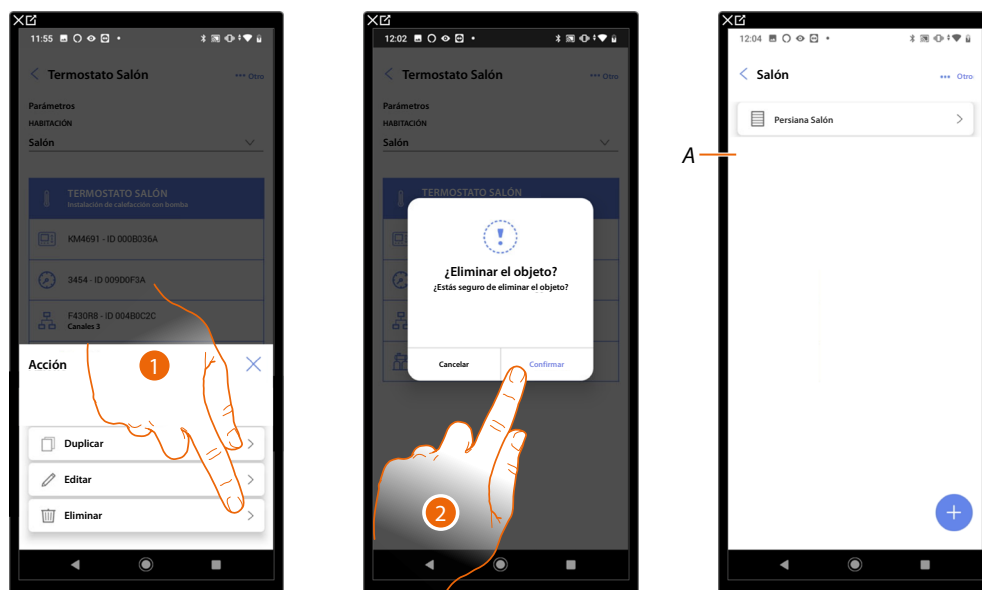 11:55
Termostato Salón
••• Otro
Parámetros
HABITACIÓN
Salón
TERMOSTATO SALÓN
Instalación de calefacción con bomba
KM4691 - ID 000B036A
3454 - ID 009D0F3A
F430R8 - ID 004B0C2C
Canales 3
Acción
1
Duplicar
Editar
Eliminar
12:02
Termostato Salón
••• Otro
Parámetros
HABITACIÓN
Salón
TERMOSTATO SALÓN
¿Eliminar el objeto?
¿Estás seguro de eliminar el objeto?
Cancelar
Confirmar
2
12:04
Salón
••• Otro
Persiana Salón
A